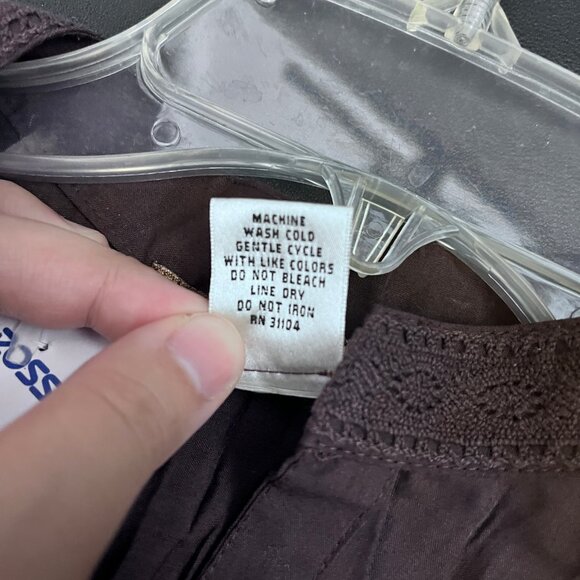 MACHINE
WASH COLD
GENTLE CYCLE
WITH LIKE COLORS
DO NOT BLEACH
LINE DRY
DO NOT IRON
RN 31104